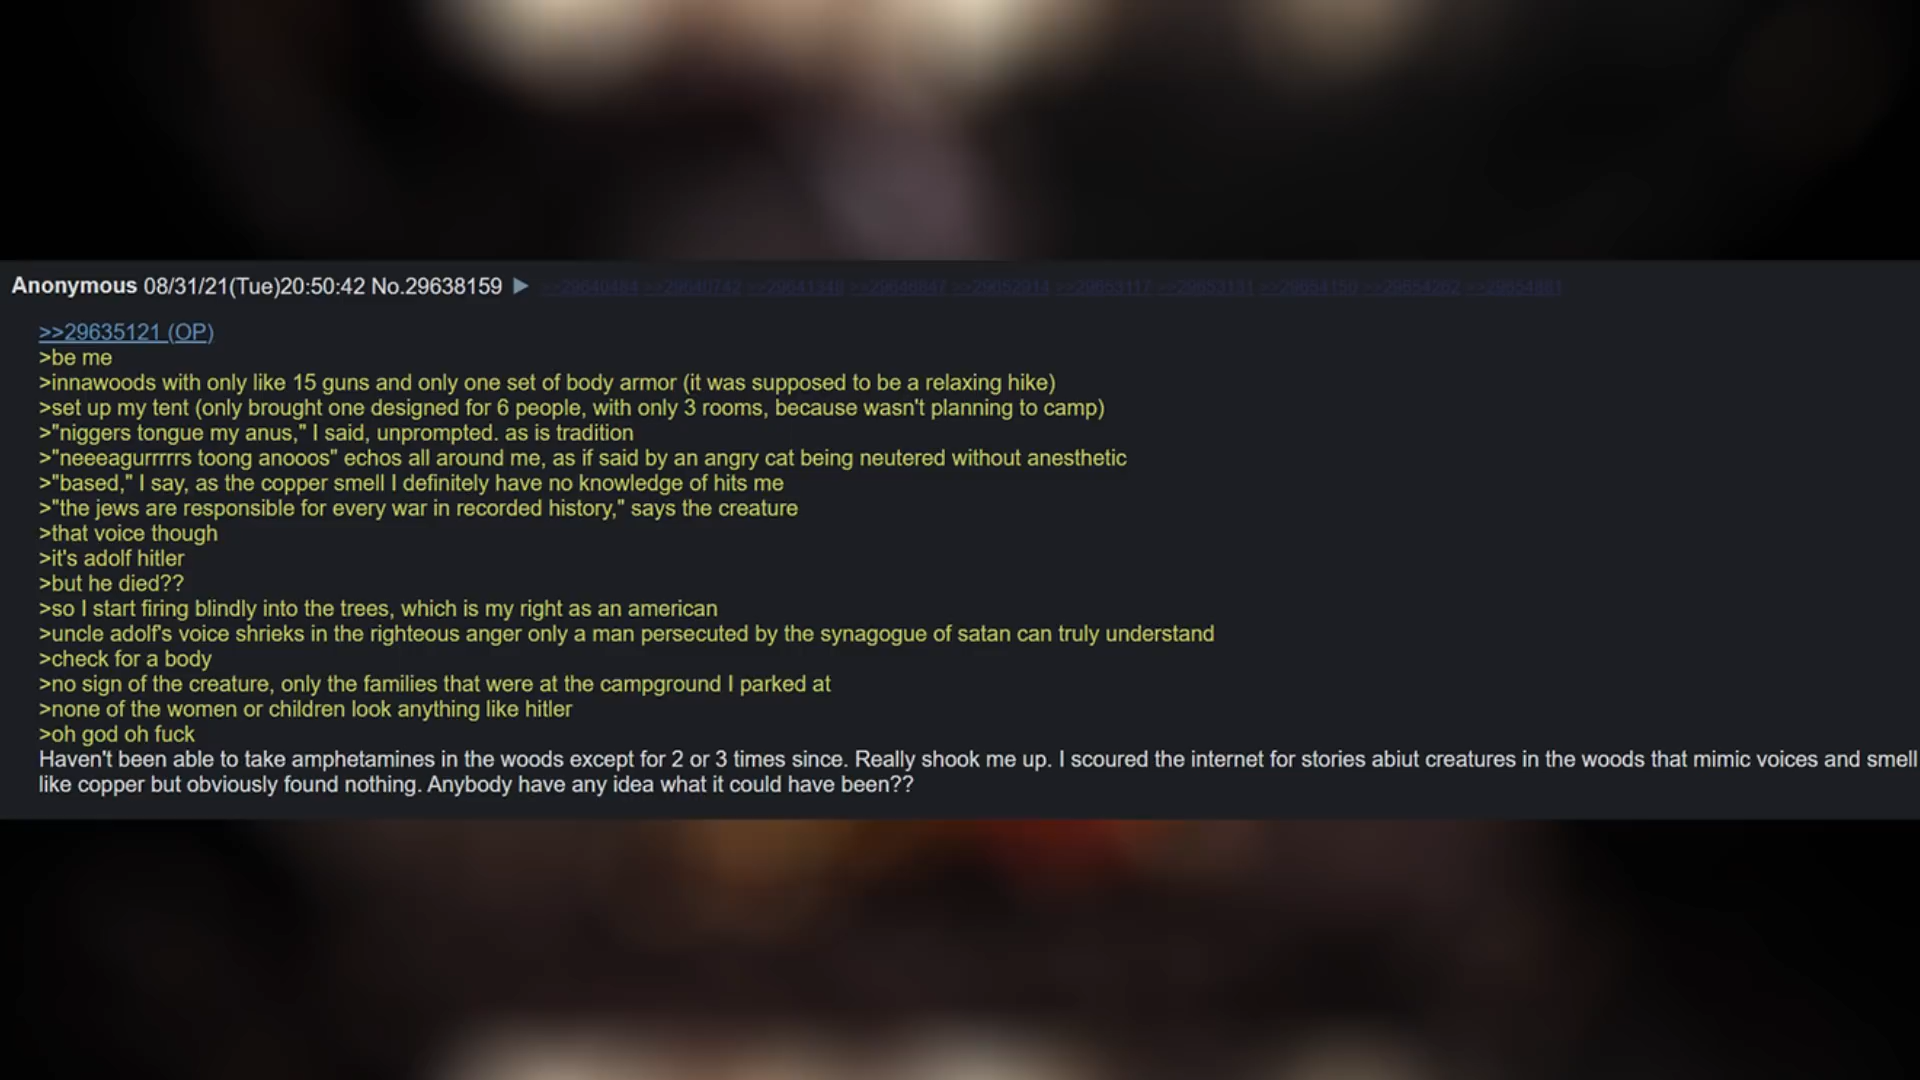 Anonymous 08/31/21(Tue)20:50:42 No.29638159 ▶ >>29640484 >>29640742 >>29641348 >>29646647 >>29652914 >>29653117 >>29653131 >>29654150 >>29654262 >>29654881
>>29635121 (OP)
>be me
>innawoods with only like 15 guns and only one set of body armor (it was supposed to be a relaxing hike)
>set up my tent (only brought one designed for 6 people, with only 3 rooms, because wasn't planning to camp)
>"niggers tongue my anus," I said, unprompted. as is tradition
>"neeeagurrrrrs toong anooos" echos all around me, as if said by an angry cat being neutered without anesthetic
>"based," I say, as the copper smell I definitely have no knowledge of hits me
>"the jews are responsible for every war in recorded history," says the creature
>that voice though
>it's adolf hitler
>but he died??
>so I start firing blindly into the trees, which is my right as an american
>uncle adolf's voice shrieks in the righteous anger only a man persecuted by the synagogue of satan can truly understand
>check for a body
>no sign of the creature, only the families that were at the campground I parked at
>none of the women or children look anything like hitler
>oh god oh fuck
Haven't been able to take amphetamines in the woods except for 2 or 3 times since. Really shook me up. I scoured the internet for stories abiut creatures in the woods that mimic voices and smell
like copper but obviously found nothing. Anybody have any idea what it could have been??